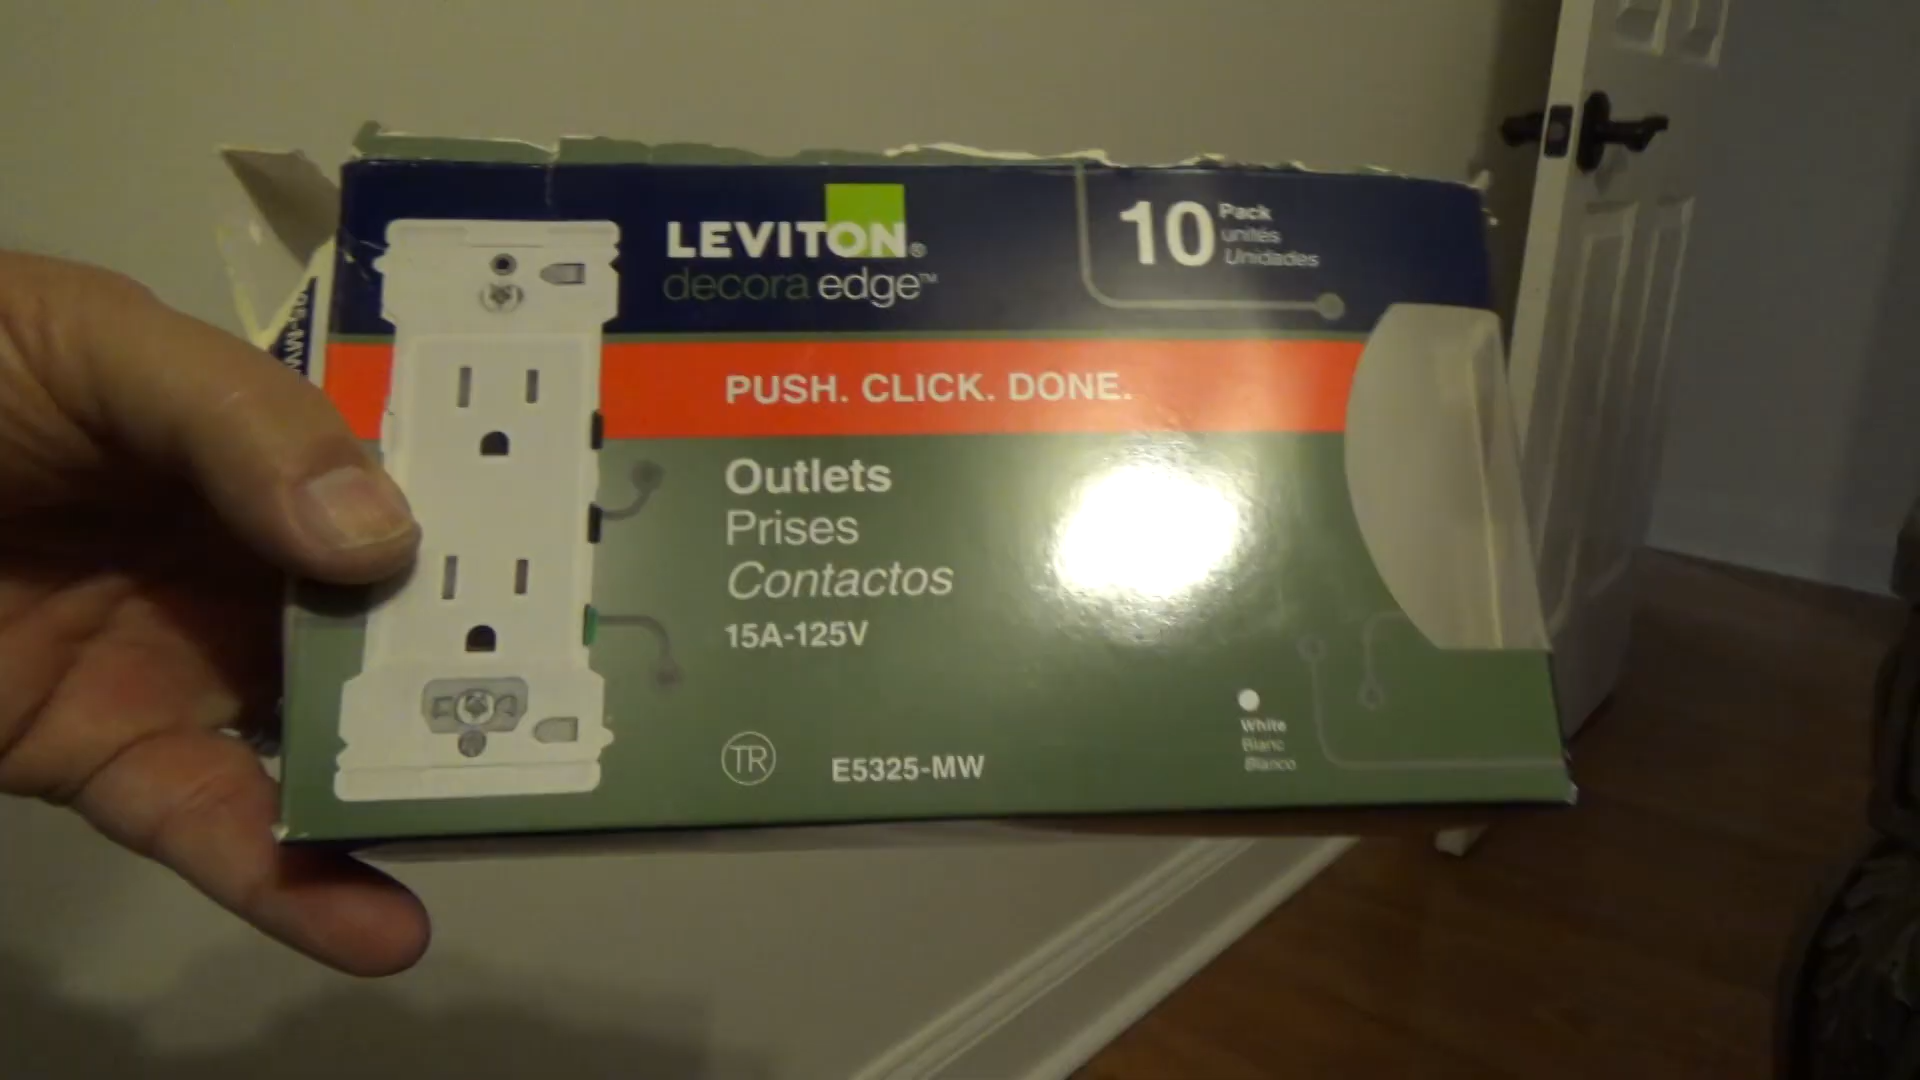 LEVITON®
decora edge™
10 Pack
unités
Unidades
PUSH. CLICK. DONE.
Outlets
Prises
Contactos
15A-125V
TR
E5325-MW
White
Blanc
Blanco